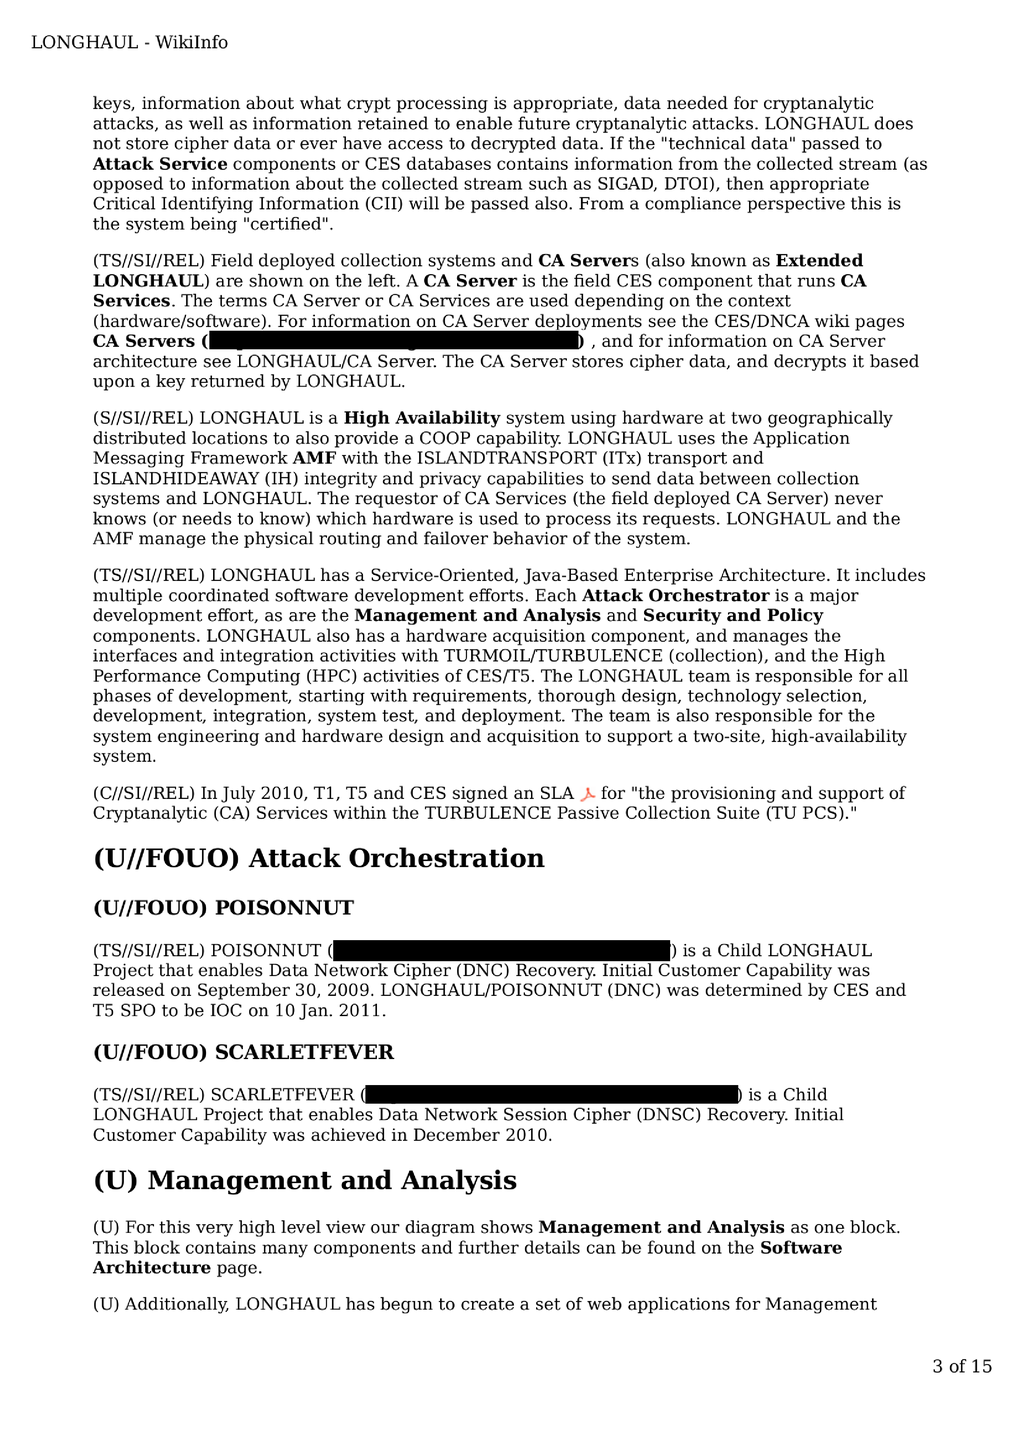 LONGHAUL - WikiInfo
keys, information about what crypt processing is appropriate, data needed for cryptanalytic
attacks, as well as information retained to enable future cryptanalytic attacks. LONGHAUL does
not store cipher data or ever have access to decrypted data. If the "technical data" passed to
Attack Service components or CES databases contains information from the collected stream (as
opposed to information about the collected stream such as SIGAD, DTOI), then appropriate
Critical Identifying Information (CII) will be passed also. From a compliance perspective this is
the system being "certified".
(TS//SI//REL) Field deployed collection systems and CA Servers (also known as Extended
LONGHAUL) are shown on the left. A CA Server is the field CES component that runs CA
Services. The terms CA Server or CA Services are used depending on the context
(hardware/software). For information on CA Server deployments see the CES/DNCA wiki pages
CA Servers ( ) , and for information on CA Server
architecture see LONGHAUL/CA Server. The CA Server stores cipher data, and decrypts it based
upon a key returned by LONGHAUL.
(S//SI//REL) LONGHAUL is a High Availability system using hardware at two geographically
distributed locations to also provide a COOP capability. LONGHAUL uses the Application
Messaging Framework AMF with the ISLANDTRANSPORT (ITx) transport and
ISLANDHIDEAWAY (IH) integrity and privacy capabilities to send data between collection
systems and LONGHAUL. The requestor of CA Services (the field deployed CA Server) never
knows (or needs to know) which hardware is used to process its requests. LONGHAUL and the
AMF manage the physical routing and failover behavior of the system.
(TS//SI//REL) LONGHAUL has a Service-Oriented, Java-Based Enterprise Architecture. It includes
multiple coordinated software development efforts. Each Attack Orchestrator is a major
development effort, as are the Management and Analysis and Security and Policy
components. LONGHAUL also has a hardware acquisition component, and manages the
interfaces and integration activities with TURMOIL/TURBULENCE (collection), and the High
Performance Computing (HPC) activities of CES/T5. The LONGHAUL team is responsible for all
phases of development, starting with requirements, thorough design, technology selection,
development, integration, system test, and deployment. The team is also responsible for the
system engineering and hardware design and acquisition to support a two-site, high-availability
system.
(C//SI//REL) In July 2010, T1, T5 and CES signed an SLA for "the provisioning and support of
Cryptanalytic (CA) Services within the TURBULENCE Passive Collection Suite (TU PCS)."
(U//FOUO) Attack Orchestration
(U//FOUO) POISONNUT
(TS//SI//REL) POISONNUT ( ) is a Child LONGHAUL
Project that enables Data Network Cipher (DNC) Recovery. Initial Customer Capability was
released on September 30, 2009. LONGHAUL/POISONNUT (DNC) was determined by CES and
T5 SPO to be IOC on 10 Jan. 2011.
(U//FOUO) SCARLETFEVER
(TS//SI//REL) SCARLETFEVER ( ) is a Child
LONGHAUL Project that enables Data Network Session Cipher (DNSC) Recovery. Initial
Customer Capability was achieved in December 2010.
(U) Management and Analysis
(U) For this very high level view our diagram shows Management and Analysis as one block.
This block contains many components and further details can be found on the Software
Architecture page.
(U) Additionally, LONGHAUL has begun to create a set of web applications for Management
3 of 15